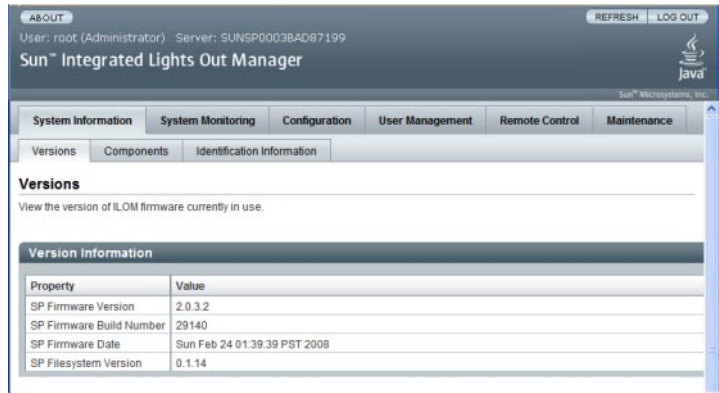 ABOUT REFRESH LOG OUT
User: root (Administrator) Server: SUNSP0003BAD87199
Sun™ Integrated Lights Out Manager
Java
Sun™ Microsystems, Inc.
System Information System Monitoring Configuration User Management Remote Control Maintenance
Versions Components Identification Information
Versions
View the version of ILOM firmware currently in use.
Version Information
Property Value
SP Firmware Version 2.0.3.2
SP Firmware Build Number 29140
SP Firmware Date Sun Feb 24 01:39:39 PST 2008
SP Filesystem Version 0.1.14